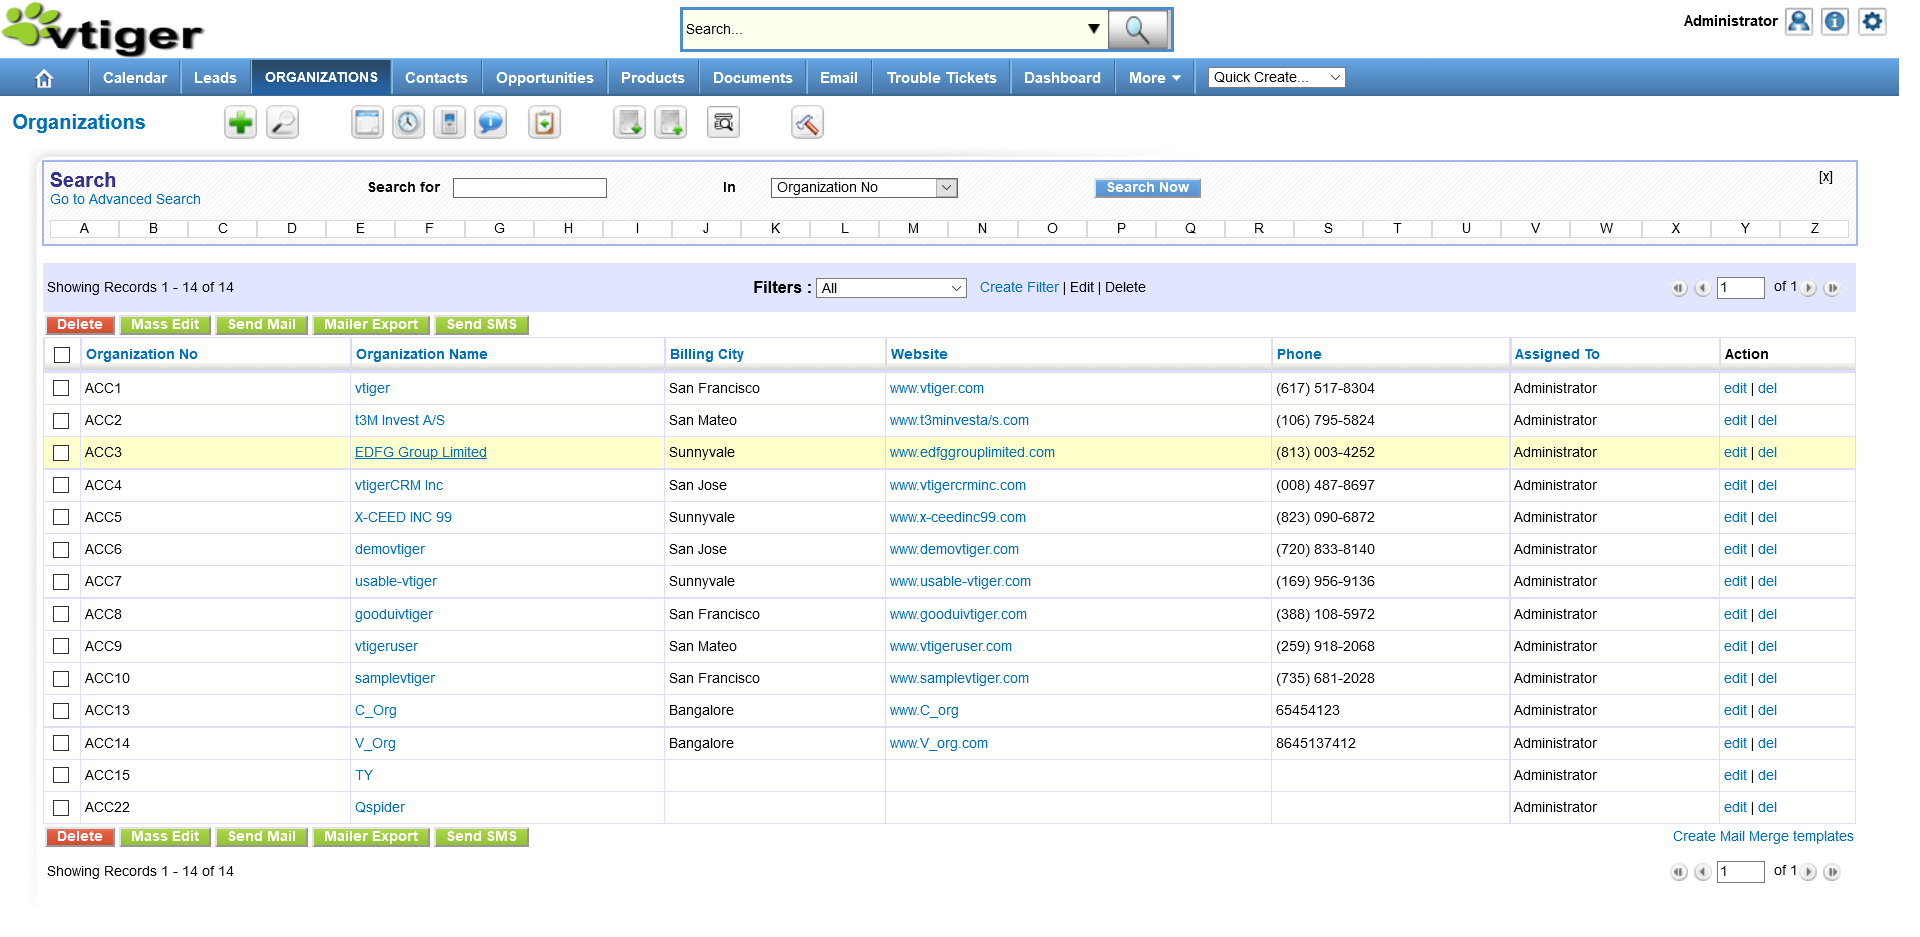 vtiger
Search...
Administrator
Calendar Leads ORGANIZATIONS Contacts Opportunities Products Documents Email Trouble Tickets Dashboard More Quick Create...
Organizations
Search
Go to Advanced Search
Search for In Organization No Search Now [x]
A B C D E F G H I J K L M N O P Q R S T U V W X Y Z
Showing Records 1 - 14 of 14 Filters : All Create Filter | Edit | Delete 1 of 1
Delete Mass Edit Send Mail Mailer Export Send SMS
Organization No Organization Name Billing City Website Phone Assigned To Action
ACC1 vtiger San Francisco www.vtiger.com (617) 517-8304 Administrator edit | del
ACC2 t3M Invest A/S San Mateo www.t3minvesta/s.com (106) 795-5824 Administrator edit | del
ACC3 EDFG Group Limited Sunnyvale www.edfggrouplimited.com (813) 003-4252 Administrator edit | del
ACC4 vtigerCRM Inc San Jose www.vtigercrminc.com (008) 487-8697 Administrator edit | del
ACC5 X-CEED INC 99 Sunnyvale www.x-ceedinc99.com (823) 090-6872 Administrator edit | del
ACC6 demovtiger San Jose www.demovtiger.com (720) 833-8140 Administrator edit | del
ACC7 usable-vtiger Sunnyvale www.usable-vtiger.com (169) 956-9136 Administrator edit | del
ACC8 gooduivtiger San Francisco www.gooduivtiger.com (388) 108-5972 Administrator edit | del
ACC9 vtigeruser San Mateo www.vtigeruser.com (259) 918-2068 Administrator edit | del
ACC10 samplevtiger San Francisco www.samplevtiger.com (735) 681-2028 Administrator edit | del
ACC13 C_Org Bangalore www.C_org 65454123 Administrator edit | del
ACC14 V_Org Bangalore www.V_org.com 8645137412 Administrator edit | del
ACC15 TY Administrator edit | del
ACC22 Qspider Administrator edit | del
Delete Mass Edit Send Mail Mailer Export Send SMS Create Mail Merge templates
Showing Records 1 - 14 of 14 1 of 1